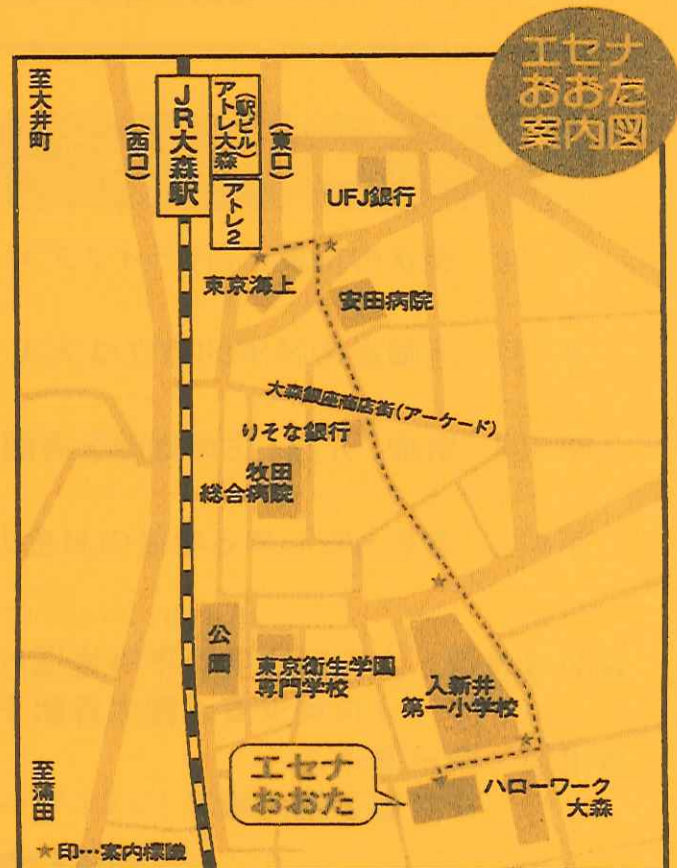 エセナ
おおた
案内図
至大井町
(西口)
JR大森駅
(駅ビル)
アトレ大森
アトレ2
(東口)
UFJ銀行
東京海上
安田病院
大森銀座商店街(アーケード)
りそな銀行
牧田
総合病院
公園
東京衛生学園
専門学校
入新井
第一小学校
エセナ
おおた
ハローワーク
大森
至蒲田
★印…案内標識